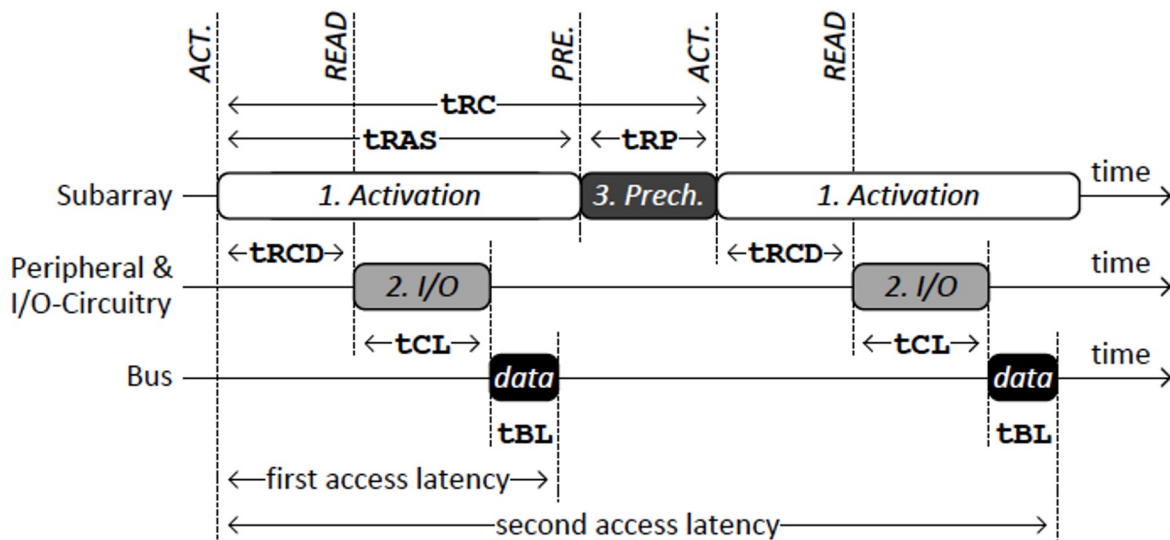 ACT. READ PRE. ACT. READ
tRC
tRAS tRP
Subarray 1. Activation 3. Prech. 1. Activation time
tRCD tRCD
Peripheral &
I/O-Circuitry 2. I/O 2. I/O time
tCL tCL
Bus data data time
tBL tBL
first access latency
second access latency